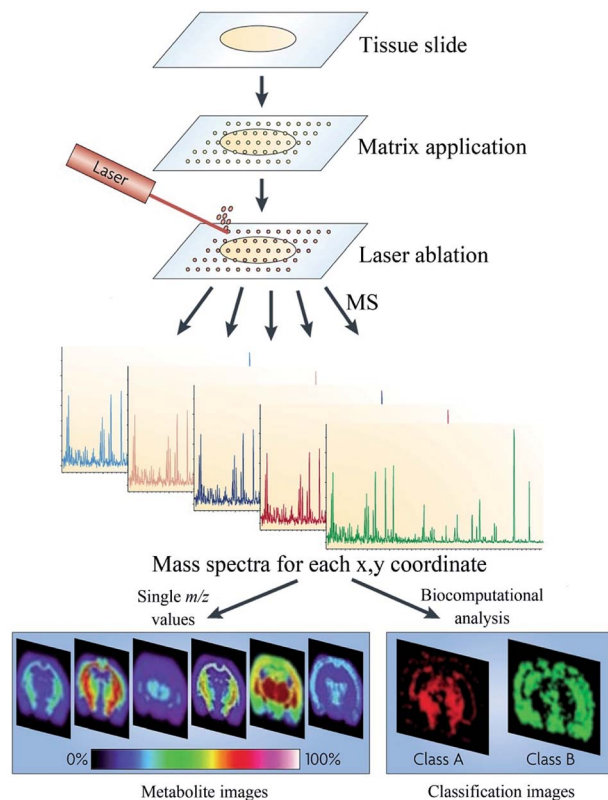 Tissue slide
Matrix application
Laser
Laser ablation
MS
Mass spectra for each x,y coordinate
Single m/z
values
Biocomputational
analysis
0%
100%
Class A
Class B
Metabolite images
Classification images